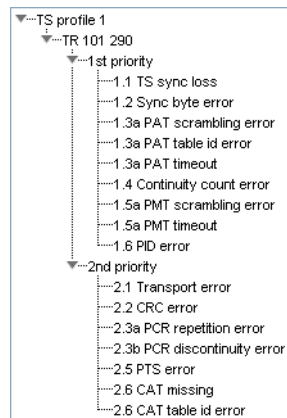 TS profile 1
TR 101 290
1st priority
1.1 TS sync loss
1.2 Sync byte error
1.3a PAT scrambling error
1.3a PAT table id error
1.3a PAT timeout
1.4 Continuity count error
1.5a PMT scrambling error
1.5a PMT timeout
1.6 PID error
2nd priority
2.1 Transport error
2.2 CRC error
2.3a PCR repetition error
2.3b PCR discontinuity error
2.5 PTS error
2.6 CAT missing
2.6 CAT table id error